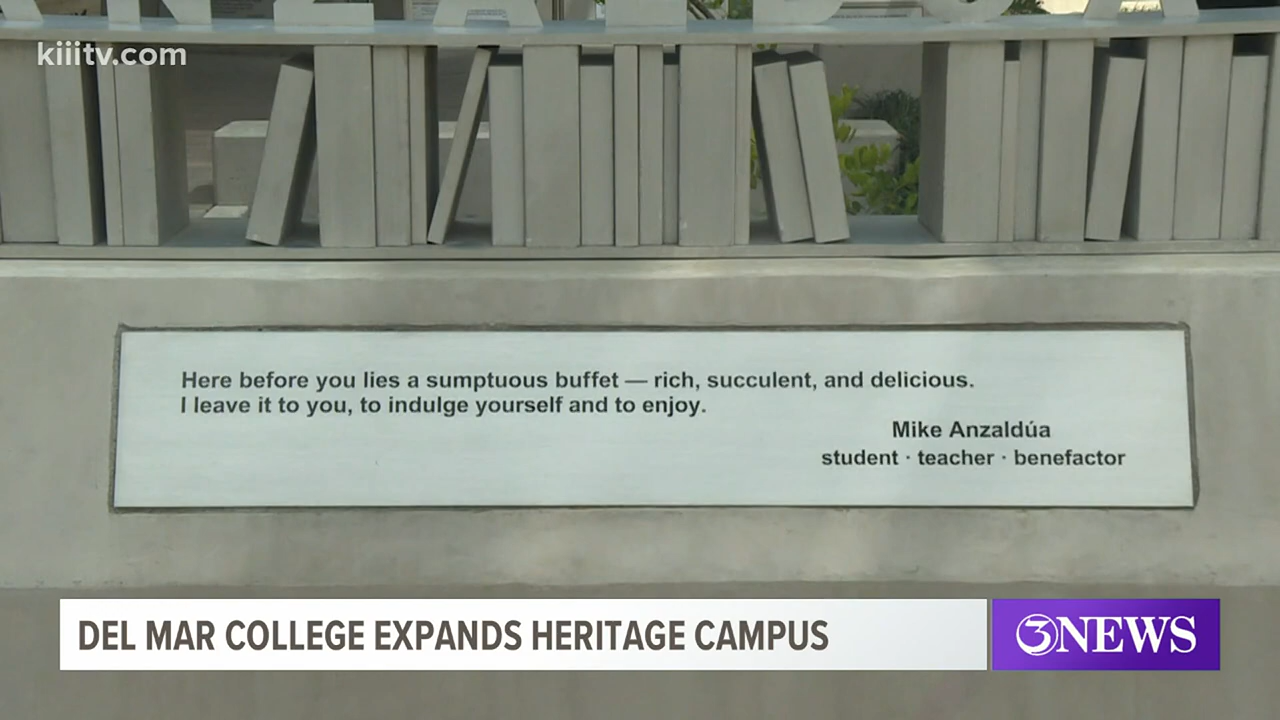 kiiitv.com
Here before you lies a sumptuous buffet — rich, succulent, and delicious.
I leave it to you, to indulge yourself and to enjoy.
Mike Anzaldúa
student · teacher · benefactor
DEL MAR COLLEGE EXPANDS HERITAGE CAMPUS
3NEWS